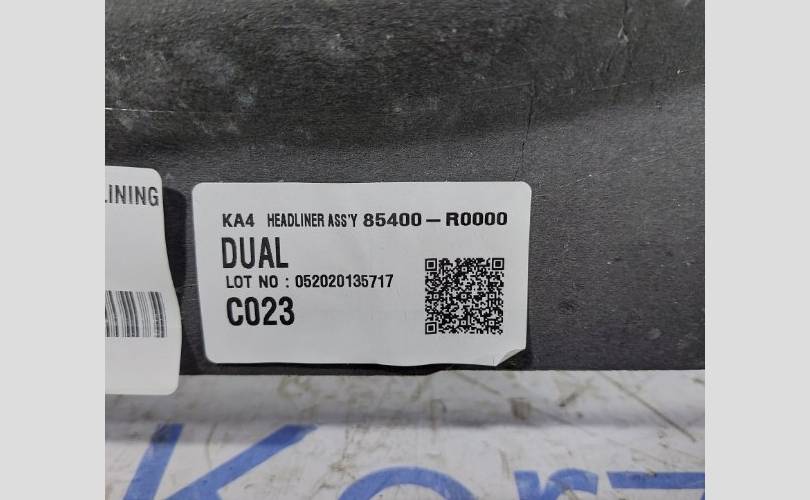 LINING
KA4 HEADLINER ASS'Y 85400-R0000
DUAL
LOT NO : 052020135717
C023